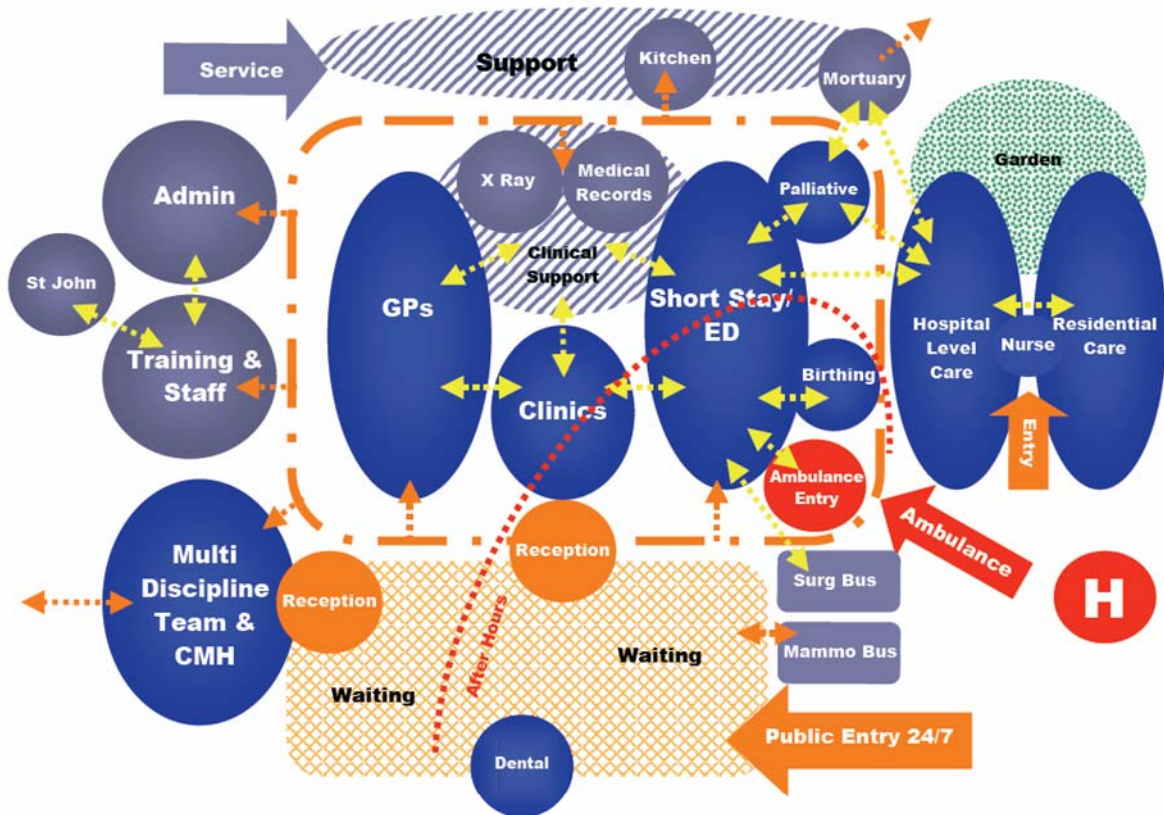 Service
Support
Kitchen
Mortuary
Admin
X Ray
Medical
Records
Palliative
Garden
St John
Clinical
Support
GPs
Short Stay/
ED
Training &
Staff
Hospital
Level
Care
Nurse
Residential
Care
Clinics
Birthing
Entry
Ambulance
Entry
Ambulance
H
Multi
Discipline
Team &
CMH
Reception
Reception
Surg Bus
Mammo Bus
After Hours
Waiting
Waiting
Public Entry 24/7
Dental